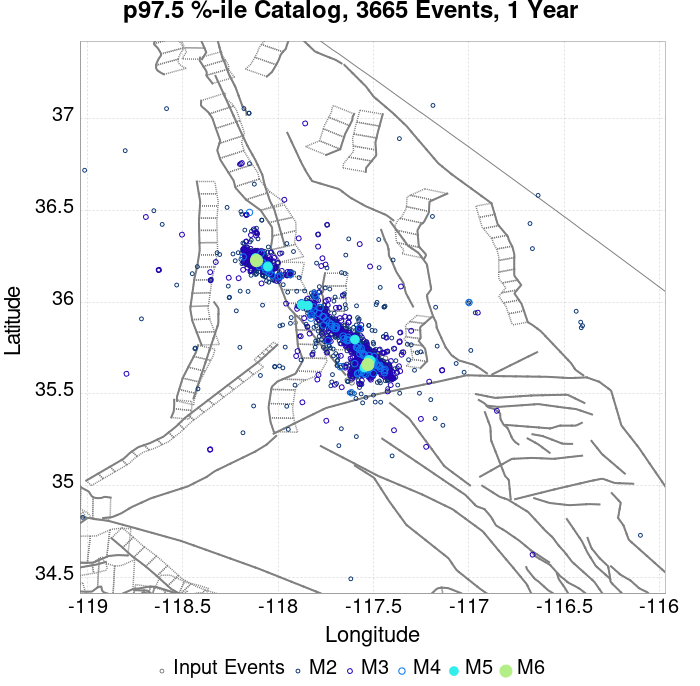 p97.5 %-ile Catalog, 3665 Events, 1 Year
37
36.5
36
35.5
35
34.5
Latitude
-119 -118.5 -118 -117.5 -117 -116.5 -116
Longitude
Input Events M2 M3 M4 M5 M6